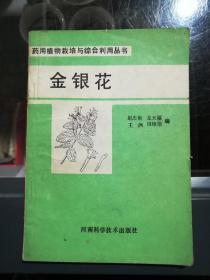 药用植物栽培与综合利用丛书
金银花
编
河南科学技术出版社